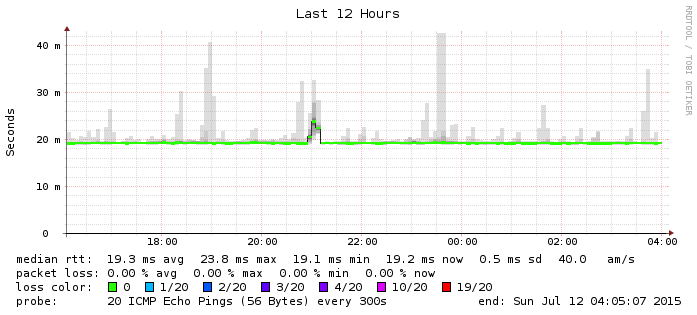 Last 12 Hours
RRDTOOL / TOBI OETIKER
Seconds
40 m
30 m
20 m
10 m
0
18:00 20:00 22:00 00:00 02:00 04:00
median rtt: 19.3 ms avg 23.8 ms max 19.1 ms min 19.2 ms now 0.5 ms sd 40.0 am/s
packet loss: 0.00 % avg 0.00 % max 0.00 % min 0.00 % now
loss color: 0 1/20 2/20 3/20 4/20 10/20 19/20
probe: 20 ICMP Echo Pings (56 Bytes) every 300s end: Sun Jul 12 04:05:07 2015